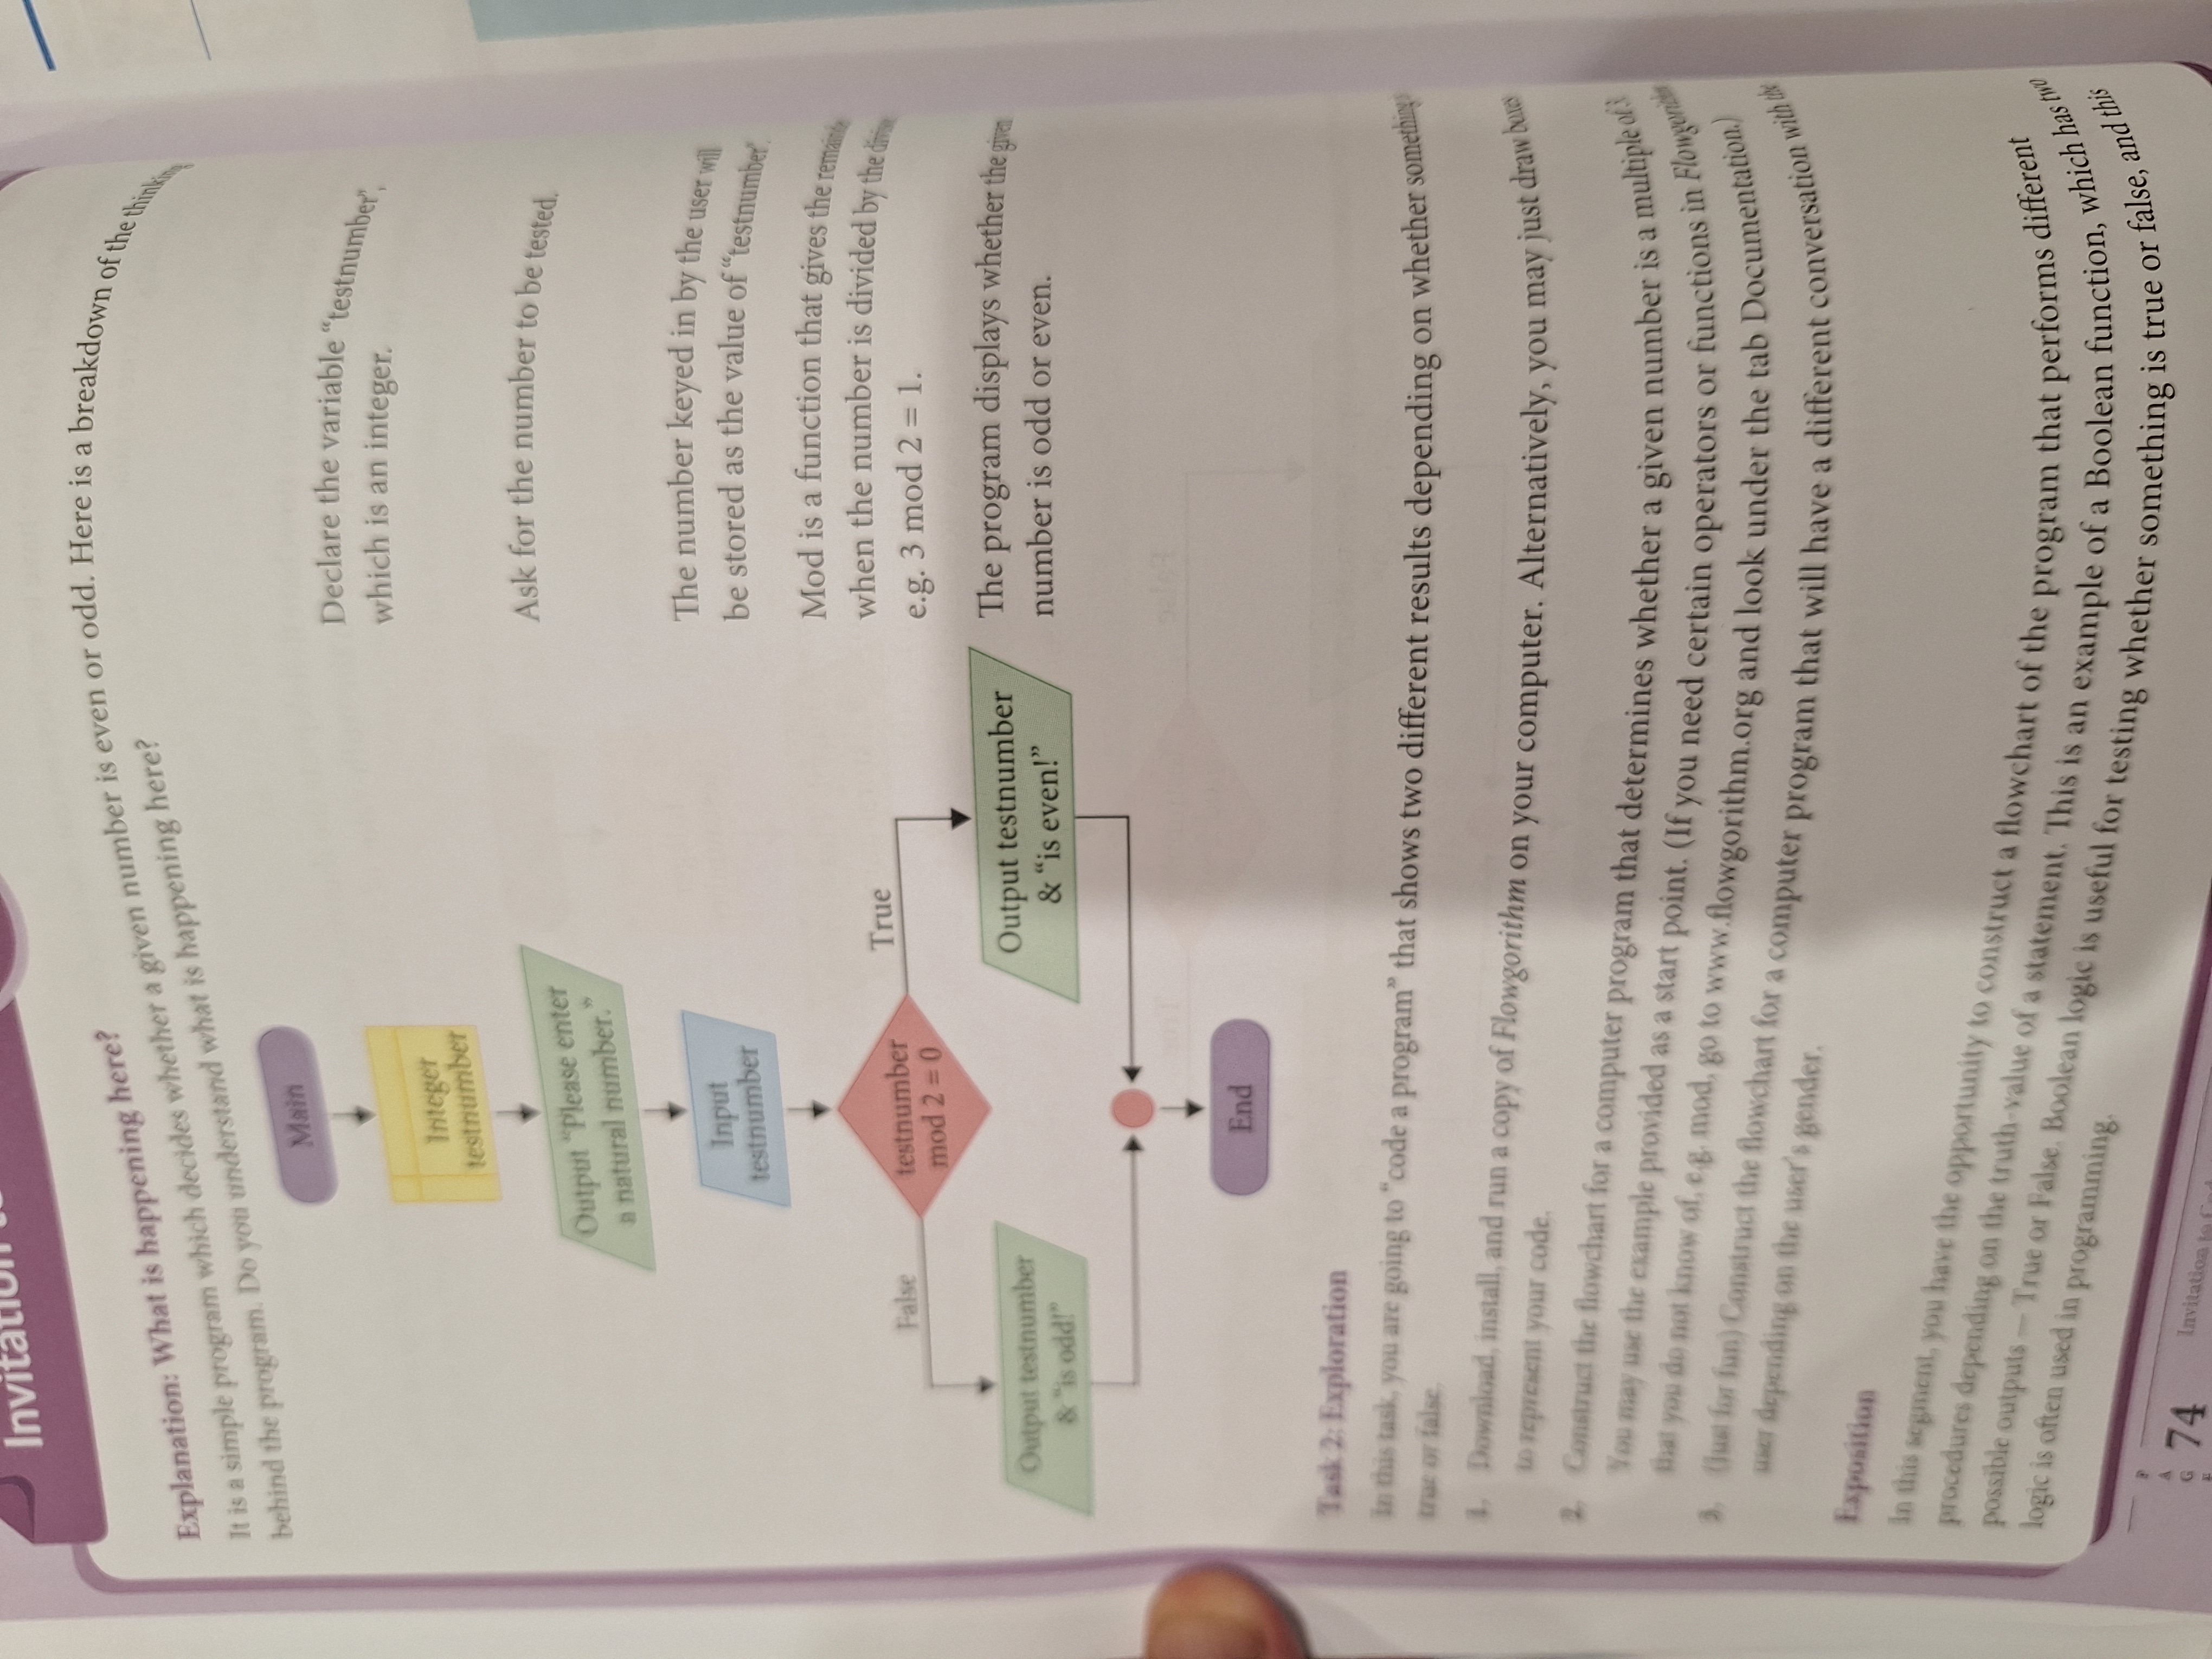 Invitation
Explanation: What is happening here?
It is a simple program which decides whether a given number is even or odd. Here is a breakdown of the thinking
behind the program. Do you understand what is happening here?
Main
Declare the variable “testnumber”,
which is an integer.
Integer
testnumber
Ask for the number to be tested.
Output “Please enter
a natural number.”
The number keyed in by the user will
be stored as the value of “testnumber”.
Input
testnumber
Mod is a function that gives the
when the number is divided by the
e.g. 3 mod 2 = 1.
False
testnumber
mod 2 = 0
True
Output testnumber
& “is odd!”
Output testnumber
& “is even!”
The program displays whether the given
number is odd or even.
End
Task 2: Exploration
In this task, you are going to “code a program” that shows two different results depending on whether something
true or false.
1. Download, install, and run a copy of Flowgorithm on your computer. Alternatively, you may just draw boxes
to represent your code.
2. Construct the flowchart for a computer program that determines whether a given number is a multiple of 3.
You may use the example provided as a start point. (If you need certain operators or functions in Flowgorithm
that you do not know of, e.g. mod, go to www.flowgorithm.org and look under the tab Documentation.)
3. (Just for fun) Construct the flowchart for a computer program that will have a different conversation with the
user depending on the user's gender.
Exposition
In this segment, you have the opportunity to construct a flowchart of the program that performs different
procedures depending on the truth-value of a statement. This is an example of a Boolean function, which has two
possible outputs — True or False. Boolean logic is useful for testing whether something is true or false, and this
logic is often used in programming.
PAGE
74
Invitation to